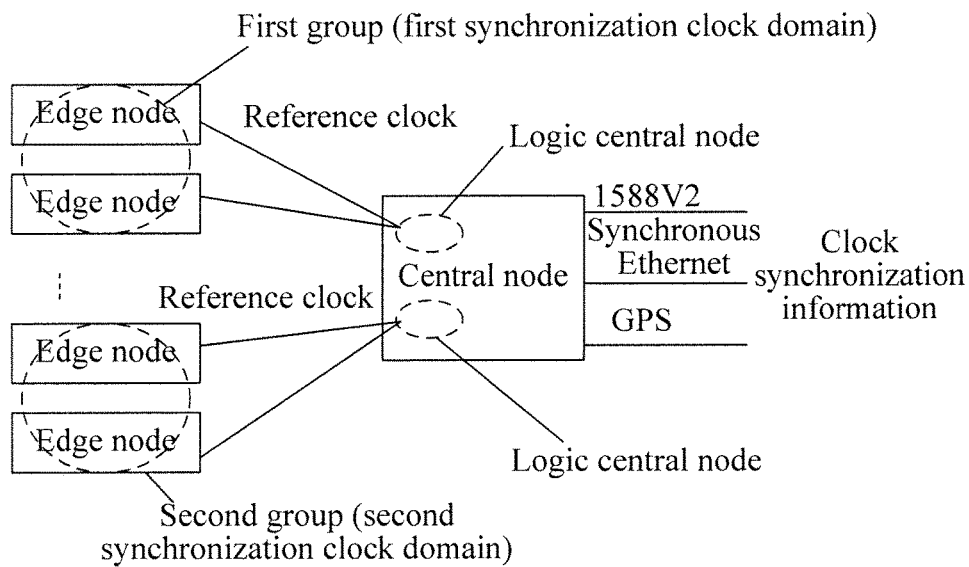 First group (first synchronization clock domain)
Edge node
Reference clock
Logic central node
Edge node
1588V2
Synchronous
Ethernet
Clock
synchronization
information
Central node
Reference clock
GPS
Edge node
Edge node
Logic central node
Second group (second
synchronization clock domain)